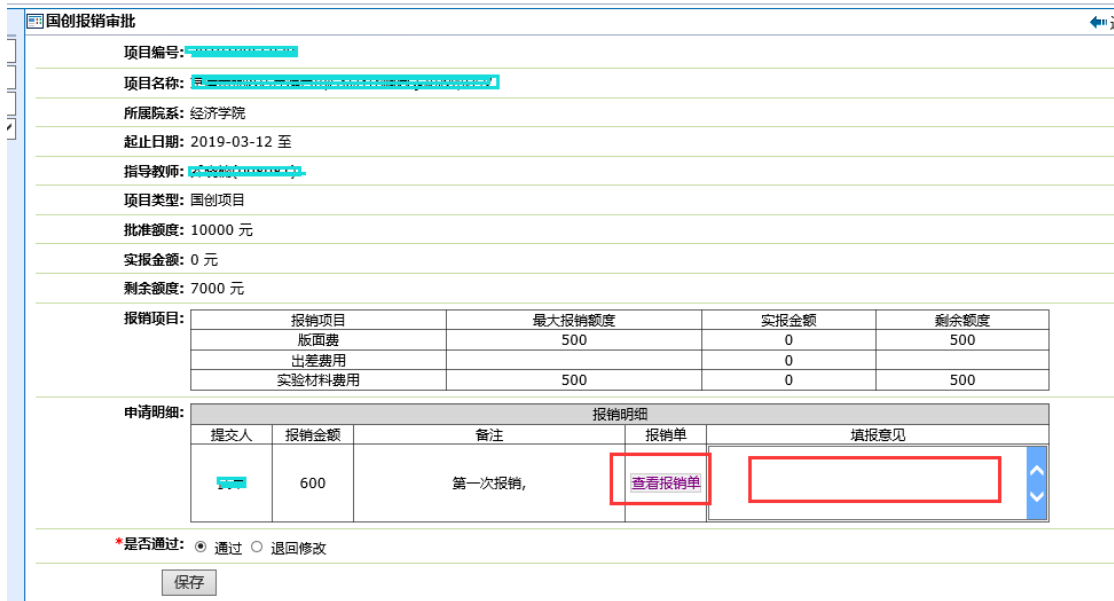 国创报销审批
项目编号:
项目名称:
所属院系: 经济学院
起止日期: 2019-03-12 至
指导教师:
项目类型: 国创项目
批准额度: 10000 元
实报金额: 0 元
剩余额度: 7000 元
报销项目: 报销项目 最大报销额度 实报金额 剩余额度
版面费 500 0 500
出差费用 0
实验材料费用 500 0 500
申请明细: 报销明细
提交人 报销金额 备注 报销单 填报意见
600 第一次报销, 查看报销单
*是否通过: 通过 退回修改
保存